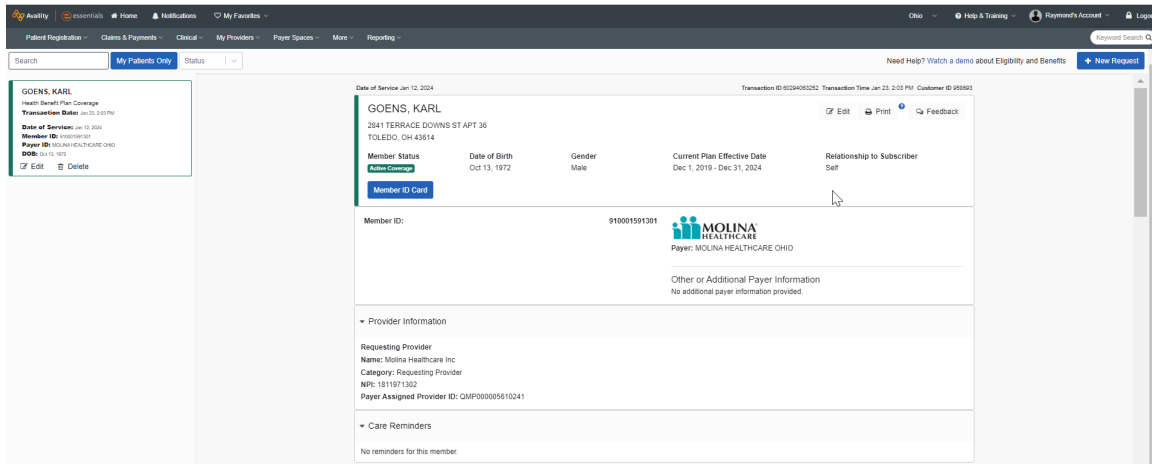 Availity essentials Home Notifications My Favorites Ohio Help & Training Raymond's Account Logo
Patient Registration Claims & Payments Clinical My Providers Payer Spaces More Reporting Keyword Search
Search My Patients Only Status Need Help? Watch a demo about Eligibility and Benefits + New Request
GOENS, KARL
Health Benefit Plan Coverage
Transaction Date: Jan 23, 2:03 PM
Date of Service: Jan 12, 2024
Member ID: 910001591301
Payer ID: MOLINA HEALTHCARE OHIO
DOB: Oct 13, 1972
Edit Delete
Date of Service Jan 12, 2024 Transaction ID 60294063252 Transaction Time Jan 23, 2:03 PM Customer ID 958693
GOENS, KARL Edit Print ? Feedback
2841 TERRACE DOWNS ST APT 36
TOLEDO, OH 43614
Member Status Date of Birth Gender Current Plan Effective Date Relationship to Subscriber
Active Coverage Oct 13, 1972 Male Dec 1, 2019 - Dec 31, 2024 Self
Member ID Card
Member ID: 910001591301
MOLINA
HEALTHCARE
Payer: MOLINA HEALTHCARE OHIO
Other or Additional Payer Information
No additional payer information provided.
Provider Information
Requesting Provider
Name: Molina Healthcare Inc
Category: Requesting Provider
NPI: 1811971302
Payer Assigned Provider ID: QMP000005610241
Care Reminders
No reminders for this member.